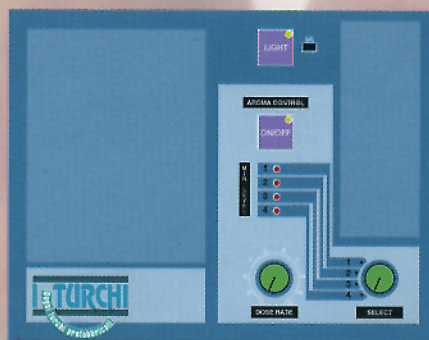 LIGHT
AROMA CONTROL
ON/OFF
1
2
3
4
1
2
3
4
DOSE RATE
SELECT
I TURCHI